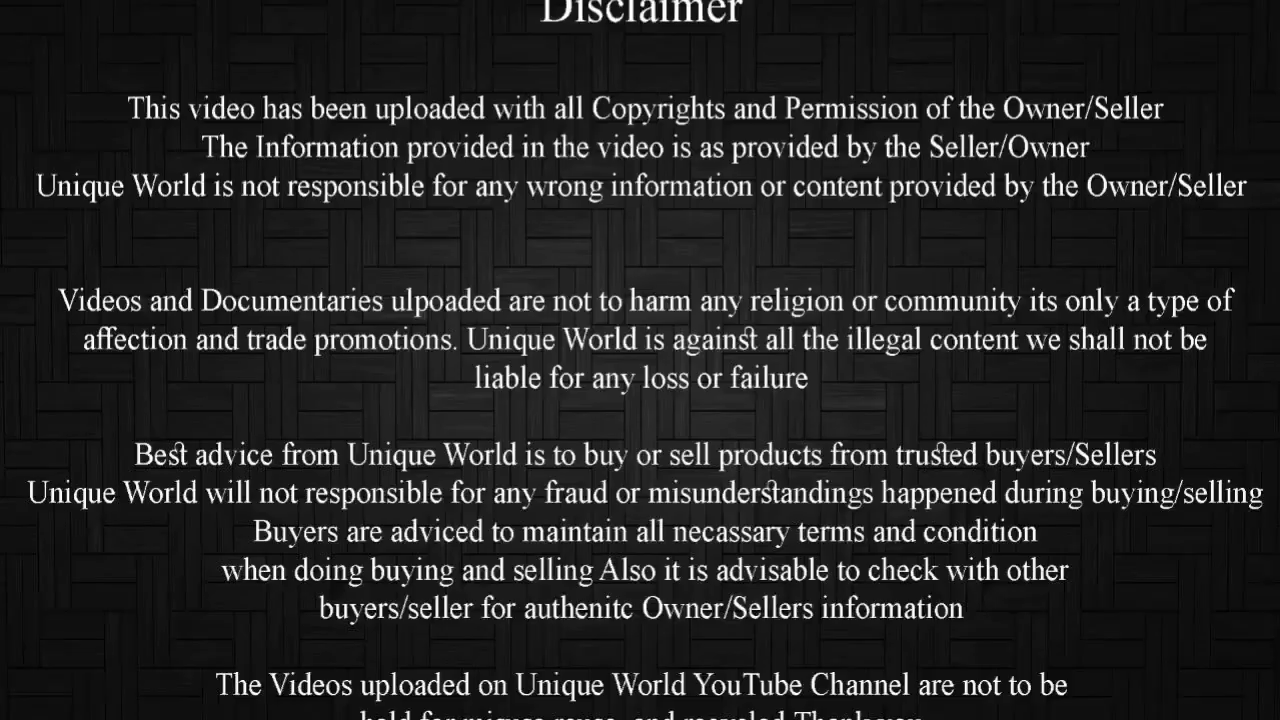 Disclaimer
This video has been uploaded with all Copyrights and Permission of the Owner/Seller
The Information provided in the video is as provided by the Seller/Owner
Unique World is not responsible for any wrong information or content provided by the Owner/Seller
Videos and Documentaries ulpoaded are not to harm any religion or community its only a type of
affection and trade promotions. Unique World is against all the illegal content we shall not be
liable for any loss or failure
Best advice from Unique World is to buy or sell products from trusted buyers/Sellers
Unique World will not responsible for any fraud or misunderstandings happened during buying/selling
Buyers are adviced to maintain all necassary terms and condition
when doing buying and selling Also it is advisable to check with other
buyers/seller for authenitc Owner/Sellers information
The Videos uploaded on Unique World YouTube Channel are not to be